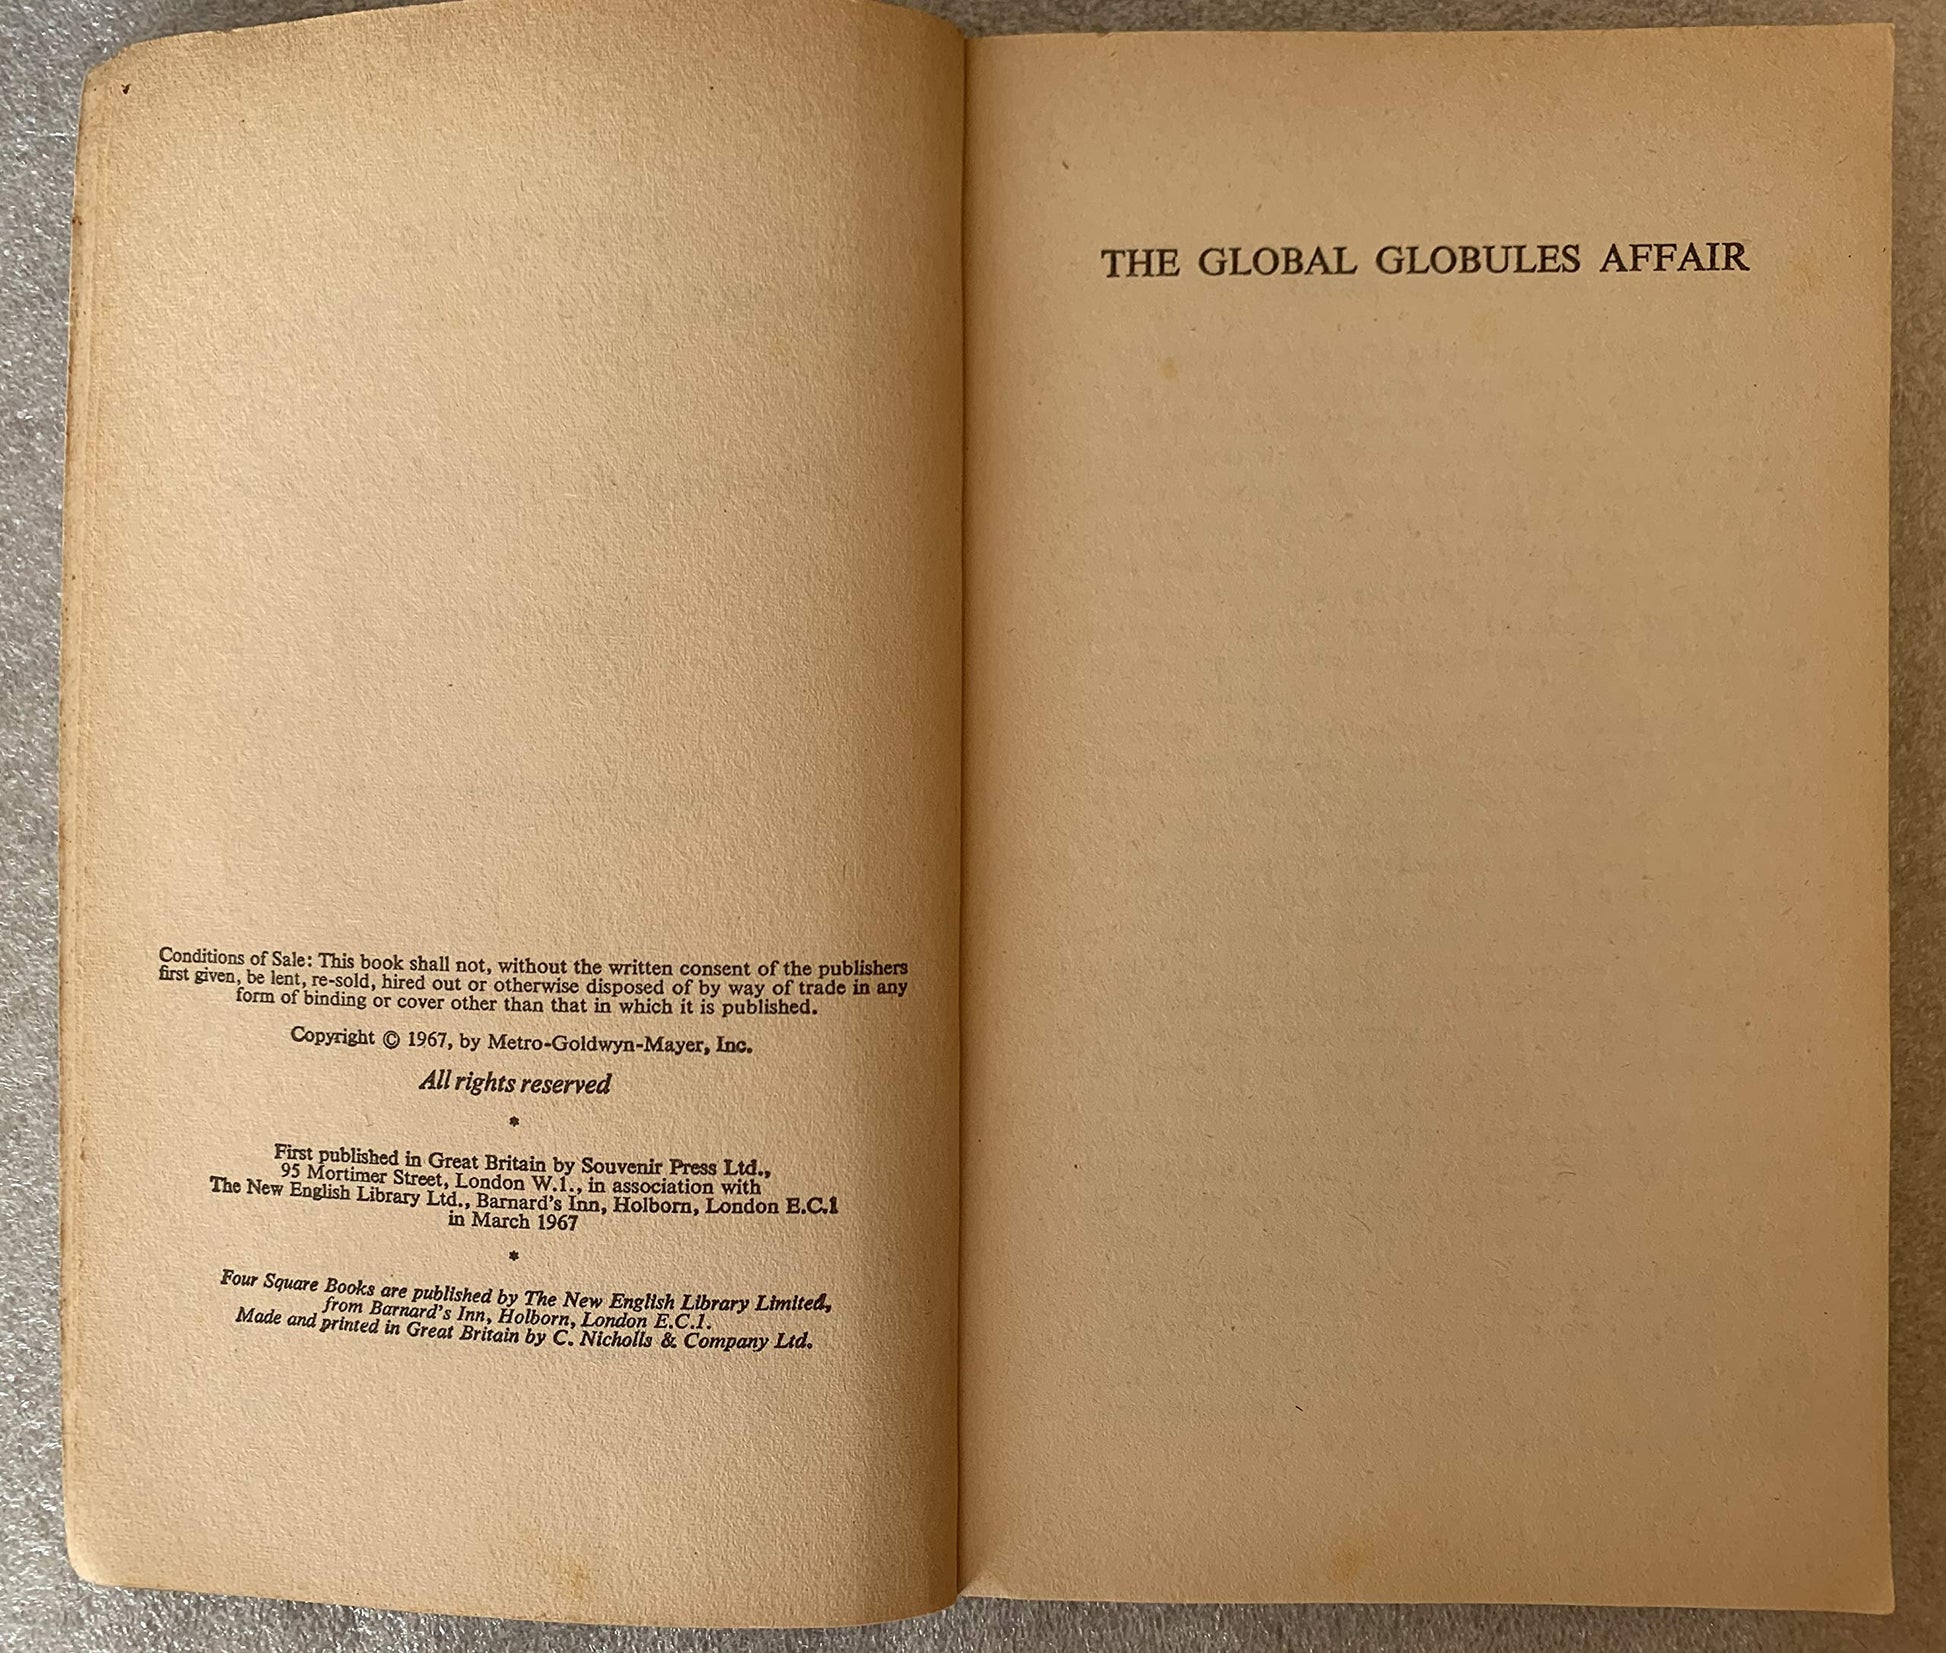 Conditions of Sale: This book shall not, without the written consent of the publishers
first given, be lent, re-sold, hired out or otherwise disposed of by way of trade in any
form of binding or cover other than that in which it is published.
Copyright © 1967, by Metro-Goldwyn-Mayer, Inc.
All rights reserved
*
First published in Great Britain by Souvenir Press Ltd.,
95 Mortimer Street, London W.1., in association with
The New English Library Ltd., Barnard's Inn, Holborn, London E.C.1
in March 1967
*
Four Square Books are published by The New English Library Limited,
from Barnard's Inn, Holborn, London E.C.1.
Made and printed in Great Britain by C. Nicholls & Company Ltd.
THE GLOBAL GLOBULES AFFAIR